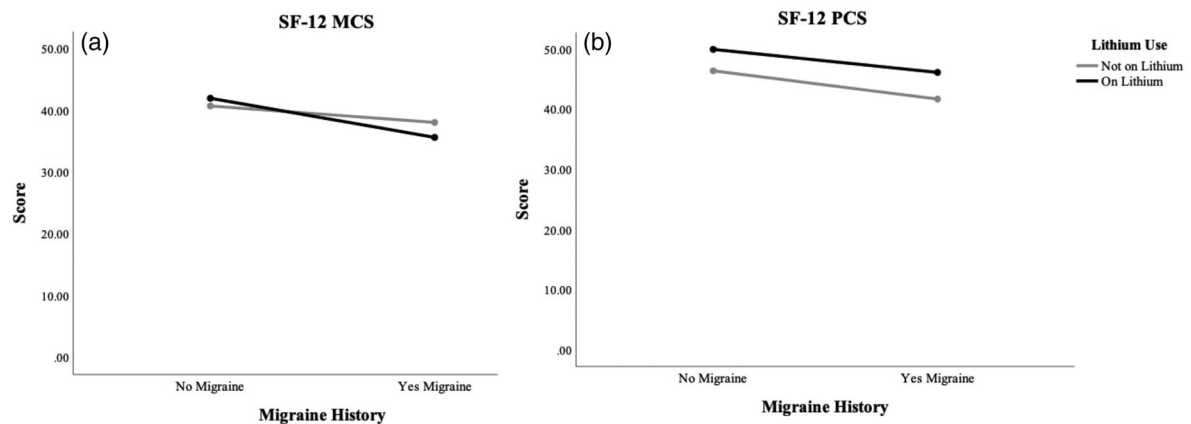 SF-12 MCS
(a)
50.00
40.00
30.00
20.00
10.00
.00
Score
No Migraine
Yes Migraine
Migraine History
SF-12 PCS
(b)
50.00
40.00
30.00
20.00
10.00
.00
Score
No Migraine
Yes Migraine
Migraine History
Lithium Use
Not on Lithium
On Lithium